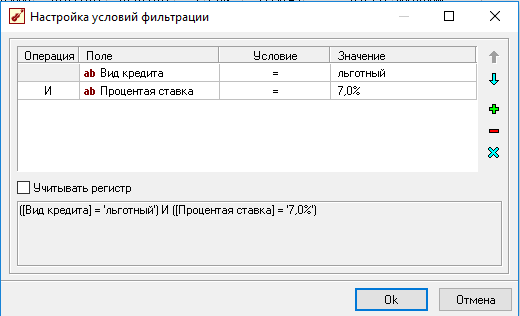 Настройка условий фильтрации
Операция Поле Условие Значение
ab Вид кредита = льготный
И ab Процентая ставка = 7,0%
Учитывать регистр
([Вид кредита] = 'льготный') И ([Процентая ставка] = '7,0%')
Ok Отмена